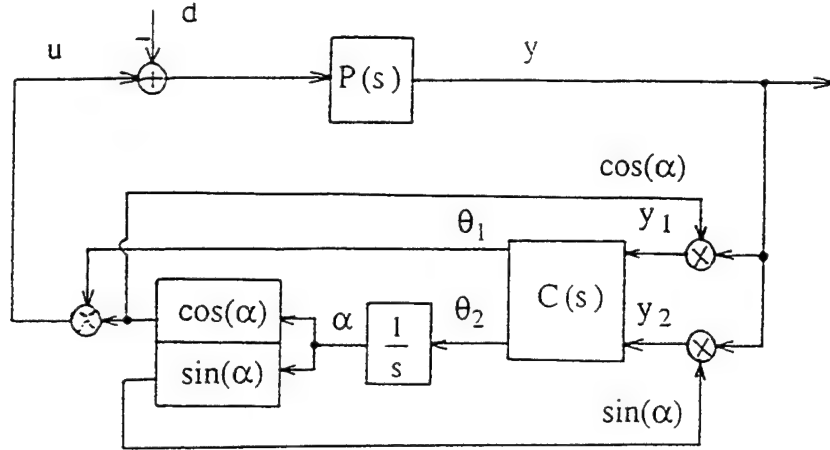 d
u
y
P(s)
cos(α)
y₁
θ₁
C(s)
cos(α)
α
1/s
θ₂
y₂
sin(α)
sin(α)